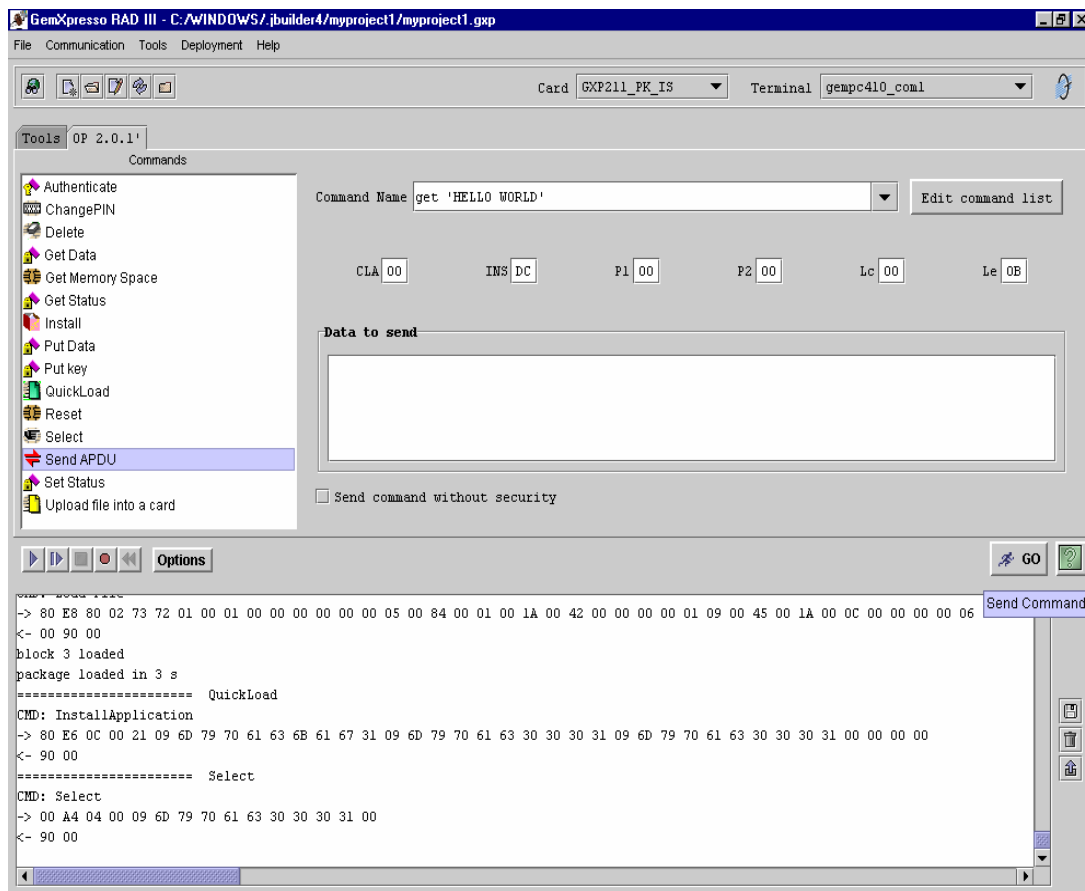 GemXpresso RAD III - C:/WINDOWS/.jbuilder4/myproject1/myproject1.gxp
File Communication Tools Deployment Help
Card GXP211_PK_IS Terminal gempc410_com1
Tools OP 2.0.1'
Commands
Authenticate
ChangePIN
Delete
Get Data
Get Memory Space
Get Status
Install
Put Data
Put key
QuickLoad
Reset
Select
Send APDU
Set Status
Upload file into a card
Command Name get 'HELLO WORLD' Edit command list
CLA 00 INS DC P1 00 P2 00 Lc 00 Le 0B
Data to send
Send command without security
Options GO
Send Command
CMD: Load File
-> 80 E8 80 02 73 72 01 00 01 00 00 00 00 00 00 05 00 84 00 01 00 1A 00 42 00 00 00 00 01 09 00 45 00 1A 00 0C 00 00 00 00 06
<- 00 90 00
block 3 loaded
package loaded in 3 s
======================= QuickLoad
CMD: InstallApplication
-> 80 E6 0C 00 21 09 6D 79 70 61 63 6B 61 67 31 09 6D 79 70 61 63 30 30 30 31 09 6D 79 70 61 63 30 30 30 31 00 00 00 00
<- 90 00
======================= Select
CMD: Select
-> 00 A4 04 00 09 6D 79 70 61 63 30 30 30 31 00
<- 90 00